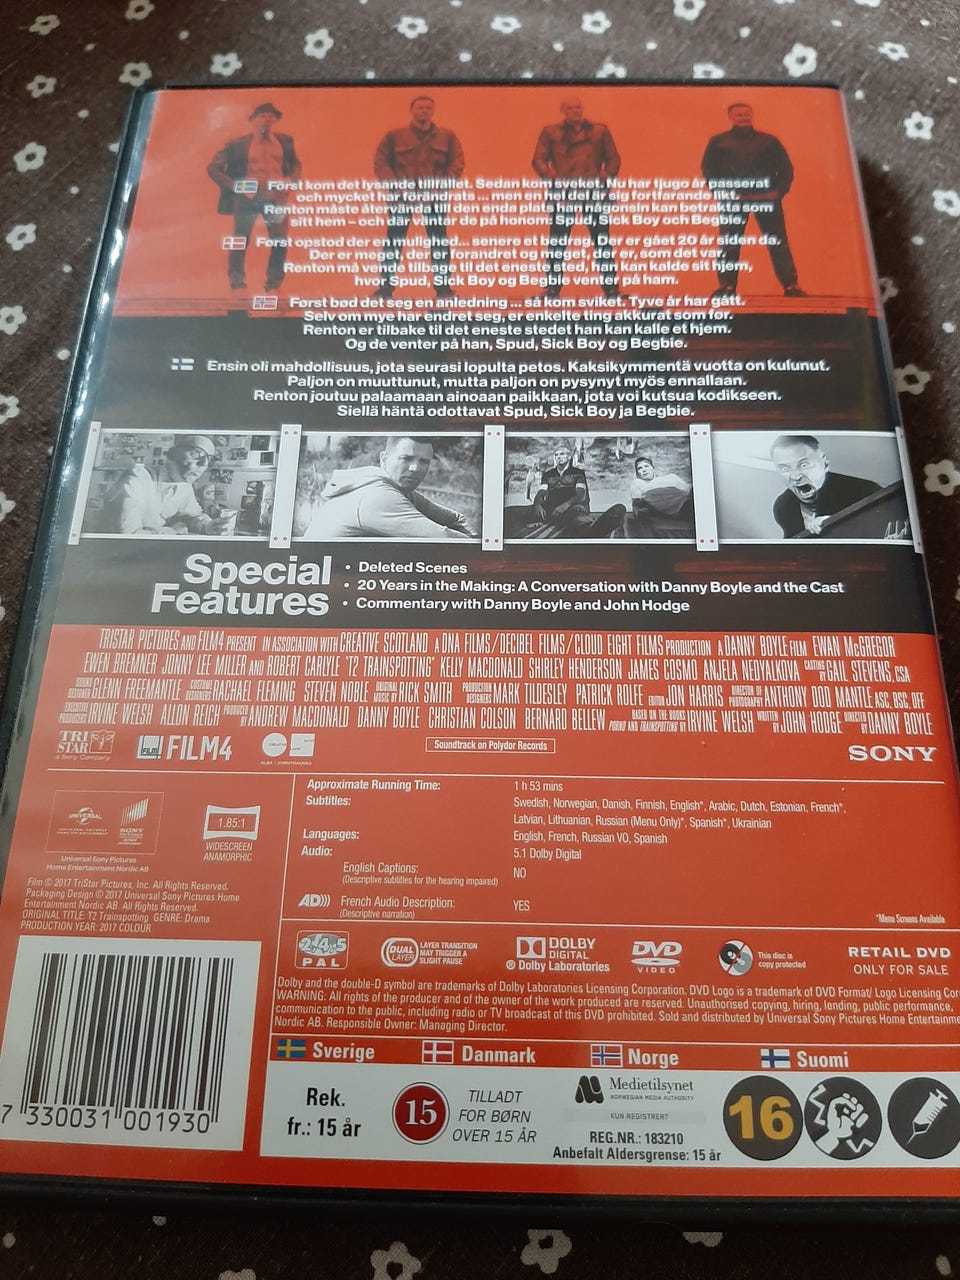 Först kom det lysande tillfället. Sedan kom sveket. Nu har tjugo år passerat
och mycket har förändrats ... men en hel del är sig fortfarande likt.
Renton måste återvända till den enda plats han någonsin kan betrakta som
sitt hem – och där väntar de på honom: Spud, Sick Boy och Begbie.
Først opstod der en mulighed... senere et bedrag. Der er gået 20 år siden da.
Der er meget, der er forandret og meget, der er, som det var.
Renton må vende tilbage til det eneste sted, han kan kalde sit hjem,
hvor Spud, Sick Boy og Begbie venter på ham.
Først bød det seg en anledning ... så kom sviket. Tyve år har gått.
Selv om mye har endret seg, er enkelte ting akkurat som før.
Renton er tilbake til det eneste stedet han kan kalle et hjem.
Og de venter på han, Spud, Sick Boy og Begbie.
Ensin oli mahdollisuus, jota seurasi lopulta petos. Kaksikymmentä vuotta on kulunut.
Paljon on muuttunut, mutta paljon on pysynyt myös ennallaan.
Renton joutuu palaamaan ainoaan paikkaan, jota voi kutsua kodikseen.
Siellä häntä odottavat Spud, Sick Boy ja Begbie.
Special Features
• Deleted Scenes
• 20 Years in the Making: A Conversation with Danny Boyle and the Cast
• Commentary with Danny Boyle and John Hodge
TRISTAR PICTURES AND FILM4 PRESENT IN ASSOCIATION WITH CREATIVE SCOTLAND A DNA FILMS/DECIBEL FILMS/CLOUD EIGHT FILMS PRODUCTION A DANNY BOYLE FILM EWAN McGREGOR
EWEN BREMNER JONNY LEE MILLER AND ROBERT CARLYLE 'T2 TRAINSPOTTING' KELLY MACDONALD SHIRLEY HENDERSON JAMES COSMO ANJELA NEDYALKOVA CASTING BY GAIL STEVENS, CSA
SOUND DESIGNER GLENN FREEMANTLE COSTUME DESIGNERS RACHAEL FLEMING STEVEN NOBLE ORIGINAL MUSIC BY RICK SMITH PRODUCTION DESIGNERS MARK TILDESLEY PATRICK ROLFE EDITOR JON HARRIS DIRECTOR OF PHOTOGRAPHY ANTHONY DOD MANTLE ASC, BSC, DFF
EXECUTIVE PRODUCERS IRVINE WELSH ALLON REICH PRODUCED BY ANDREW MACDONALD DANNY BOYLE CHRISTIAN COLSON BERNARD BELLEW BASED ON THE BOOKS PORNO AND TRAINSPOTTING BY IRVINE WELSH WRITTEN BY JOHN HODGE DIRECTED BY DANNY BOYLE
TRI STAR
a Sony Company
FILM4
ALBA | CHRUTHACHAIL
Soundtrack on Polydor Records
SONY
UNIVERSAL
SONY
Universal Sony Pictures
Home Entertainment Nordic AB
1.85:1
WIDESCREEN
ANAMORPHIC
Film © 2017 TriStar Pictures, Inc. All Rights Reserved.
Packaging Design © 2017 Universal Sony Pictures Home
Entertainment Nordic AB. All Rights Reserved.
ORIGINAL TITLE: T2 Trainspotting GENRE: Drama
PRODUCTION YEAR: 2017 COLOUR
Approximate Running Time: 1 h 53 mins
Subtitles: Swedish, Norwegian, Danish, Finnish, English*, Arabic, Dutch, Estonian, French*,
Latvian, Lithuanian, Russian (Menu Only)*, Spanish*, Ukrainian
Languages: English, French, Russian VO, Spanish
Audio: 5.1 Dolby Digital
English Captions: NO
(Descriptive subtitles for the hearing impaired)
AD))) French Audio Description: YES
(Descriptive narration)
*Menu Screens Available
2 4 5
PAL
DUAL LAYER
LAYER TRANSITION
MAY TRIGGER A
SLIGHT PAUSE
DOLBY DIGITAL
® Dolby Laboratories
DVD VIDEO
This disc is
copy protected
RETAIL DVD
ONLY FOR SALE
Dolby and the double-D symbol are trademarks of Dolby Laboratories Licensing Corporation. DVD Logo is a trademark of DVD Format/ Logo Licensing
WARNING: All rights of the producer and of the owner of the work produced are reserved. Unauthorised copying, hiring, lending, public performance,
communication to the public, including radio or TV broadcast of this DVD prohibited. Sold and distributed by Universal Sony Pictures Home
Nordic AB. Responsible Owner: Managing Director.
Sverige Danmark Norge Suomi
Rek.
fr.: 15 år
15
TILLADT
FOR BØRN
OVER 15 ÅR
Medietilsynet
NORWEGIAN MEDIA AUTHORITY
KUN REGISTRERT
REG.NR.: 183210
Anbefalt Aldersgrense: 15 år
16
7 330031 001930